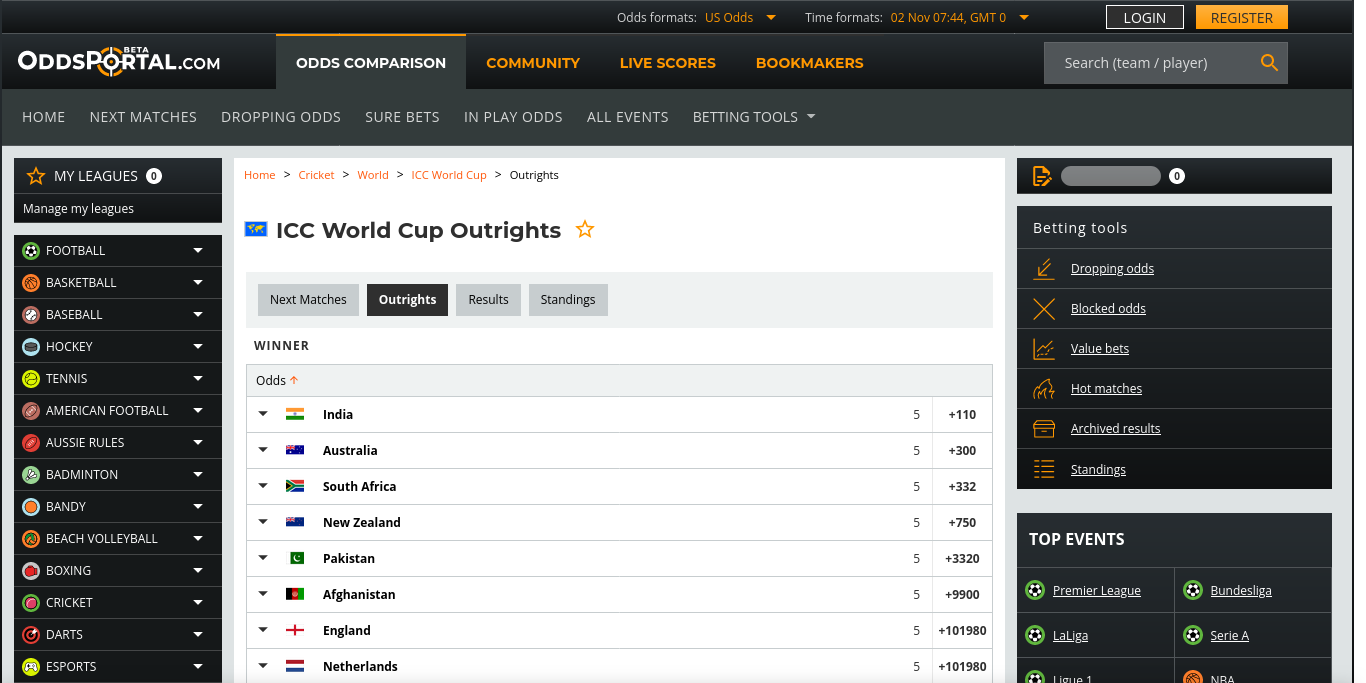 Odds formats: US Odds Time formats: 02 Nov 07:44, GMT 0 LOGIN REGISTER
ODDSPORTAL.COM BETA ODDS COMPARISON COMMUNITY LIVE SCORES BOOKMAKERS Search (team / player)
HOME NEXT MATCHES DROPPING ODDS SURE BETS IN PLAY ODDS ALL EVENTS BETTING TOOLS
MY LEAGUES 0
Manage my leagues
FOOTBALL
BASKETBALL
BASEBALL
HOCKEY
TENNIS
AMERICAN FOOTBALL
AUSSIE RULES
BADMINTON
BANDY
BEACH VOLLEYBALL
BOXING
CRICKET
DARTS
ESPORTS
Home > Cricket > World > ICC World Cup > Outrights
ICC World Cup Outrights
Next Matches Outrights Results Standings
WINNER
Odds
India 5 +110
Australia 5 +300
South Africa 5 +332
New Zealand 5 +750
Pakistan 5 +3320
Afghanistan 5 +9900
England 5 +101980
Netherlands 5 +101980
0
Betting tools
Dropping odds
Blocked odds
Value bets
Hot matches
Archived results
Standings
TOP EVENTS
Premier League Bundesliga
LaLiga Serie A
Ligue 1 NBA